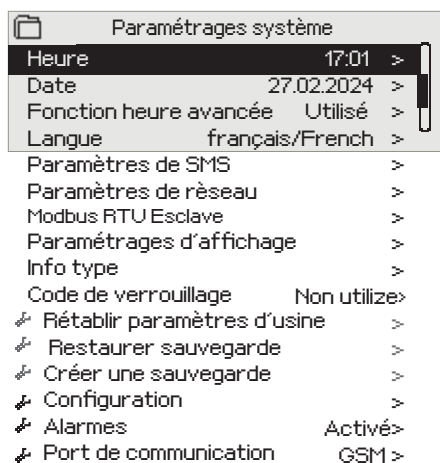 Paramétrages système
Heure 17:01 >
Date 27.02.2024 >
Fonction heure avancée Utilisé >
Langue français/French >
Paramètres de SMS >
Paramètres de rèseau >
Modbus RTU Esclave >
Paramétrages d´affichage >
Info type >
Code de verrouillage Non utilize>
Rétablir paramètres d´usine >
Restaurer sauvegarde >
Créer une sauvegarde >
Configuration >
Alarmes Activé>
Port de communication GSM >